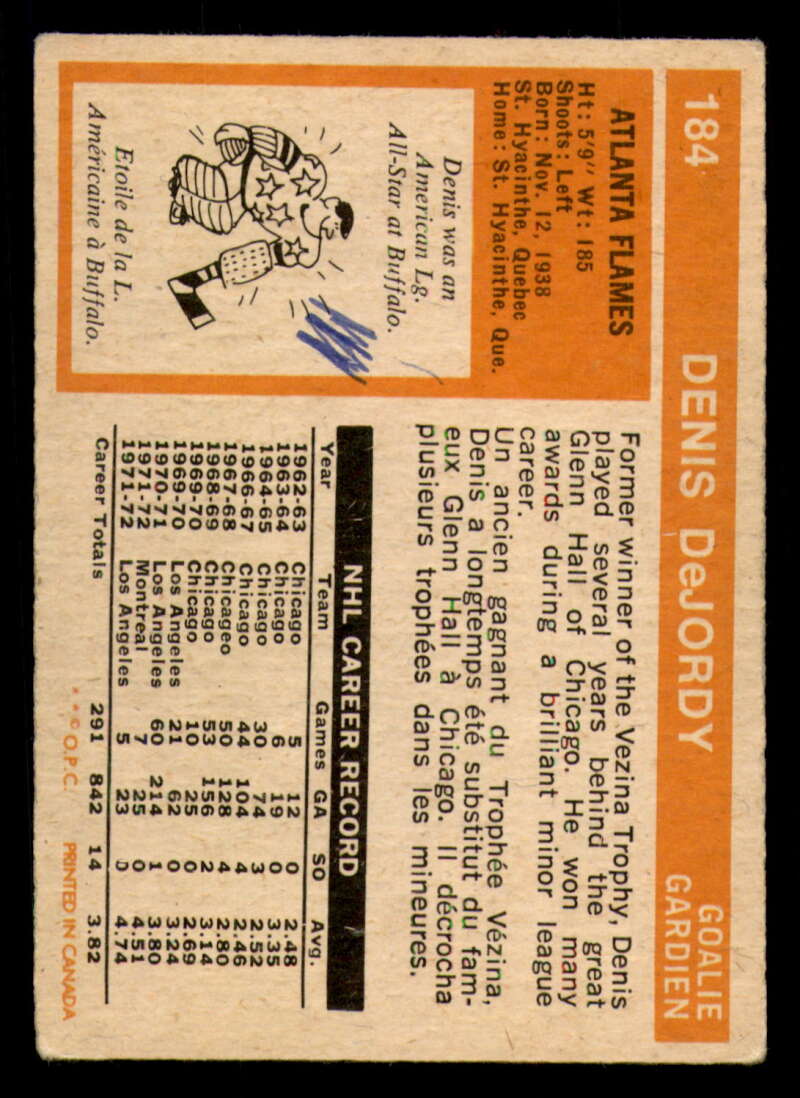 184 DENIS DeJORDY GOALIE
GARDIEN
ATLANTA FLAMES
Ht: 5'9" Wt: 185
Shoots: Left
Born: Nov. 12, 1938
St. Hyacinthe, Quebec
Home: St. Hyacinthe, Que.
Denis was an
American Lg.
All-Star at Buffalo.
Etoile de la L.
Américaine à Buffalo.
Former winner of the Vezina Trophy, Denis
played several years behind the great
Glenn Hall of Chicago. He won many
awards during a brilliant minor league
career.
Un ancien gagnant du Trophée Vézina,
Denis a longtemps été substitut du fam-
eux Glenn Hall à Chicago. Il décrocha
plusieurs trophées dans les mineures.
NHL CAREER RECORD
Year Team Games GA SO Avg.
1962-63 Chicago 5 12 0 2.48
1963-64 Chicago 6 19 0 3.35
1964-65 Chicago 30 74 3 2.52
1966-67 Chicago 44 104 4 2.46
1967-68 Chicageo 50 128 4 2.80
1968-69 Chicago 53 156 2 3.14
1969-70 Chicago 10 25 0 2.69
1969-70 Los Angeles 21 62 0 3.24
1970-71 Los Angeles 60 214 1 3.80
1971-72 Montreal 7 25 0 4.51
1971-72 Los Angeles 5 23 0 4.74
Career Totals 291 842 14 3.82
* * © O.P.C. PRINTED IN CANADA